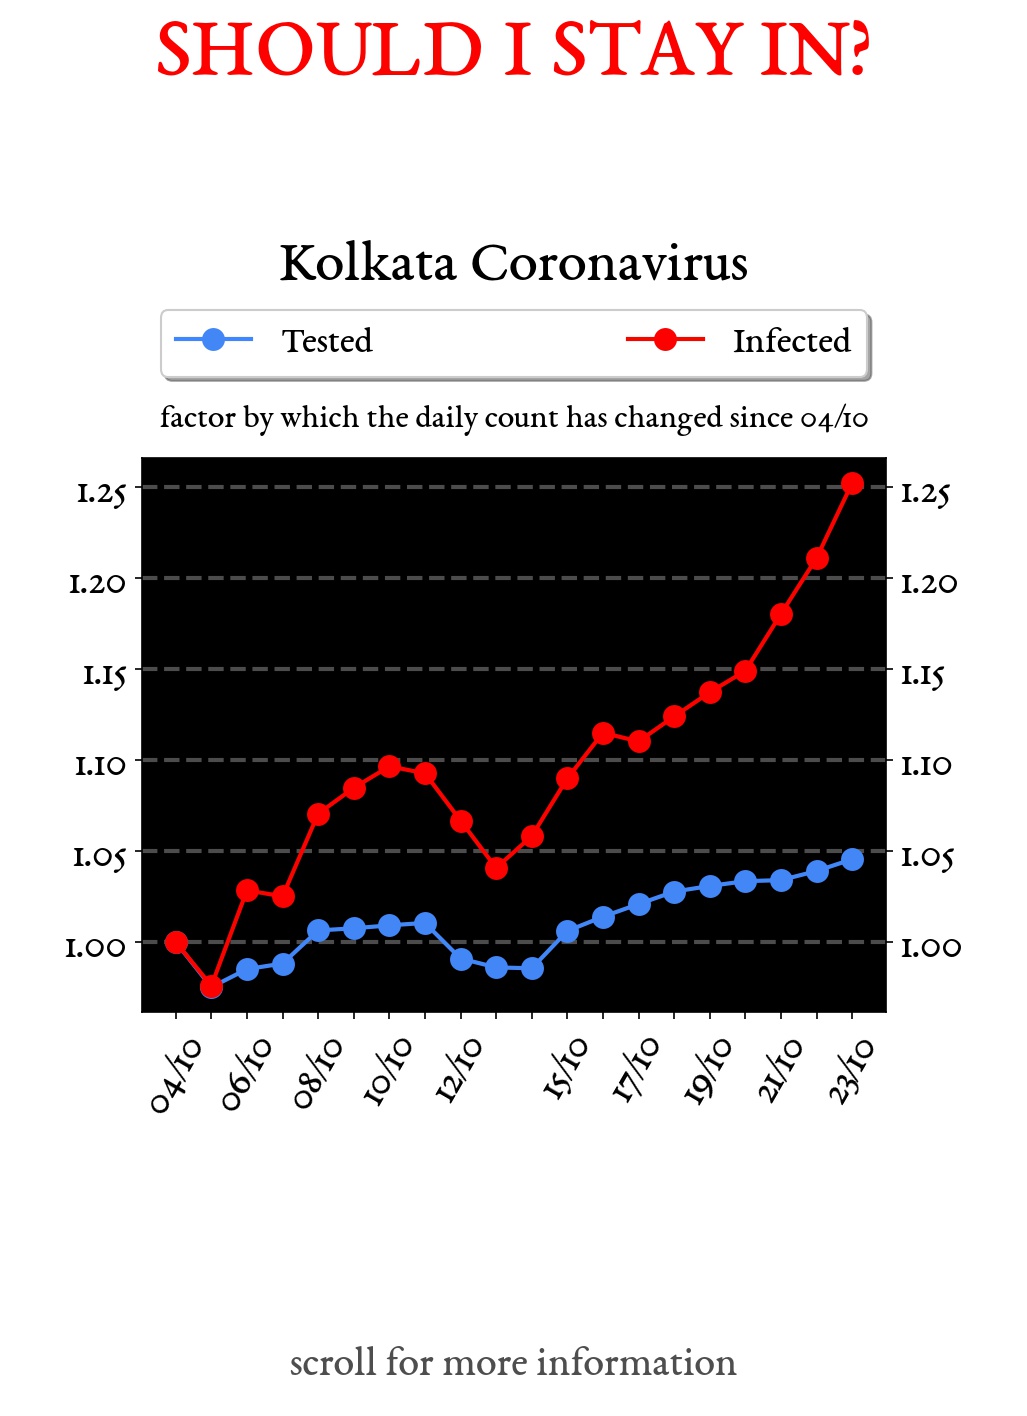 SHOULD I STAY IN?
Kolkata Coronavirus
Tested Infected
factor by which the daily count has changed since 04/10
1.25 1.25
1.20 1.20
1.15 1.15
1.10 1.10
1.05 1.05
1.00 1.00
04/10 06/10 08/10 10/10 12/10 15/10 17/10 19/10 21/10 23/10
scroll for more information